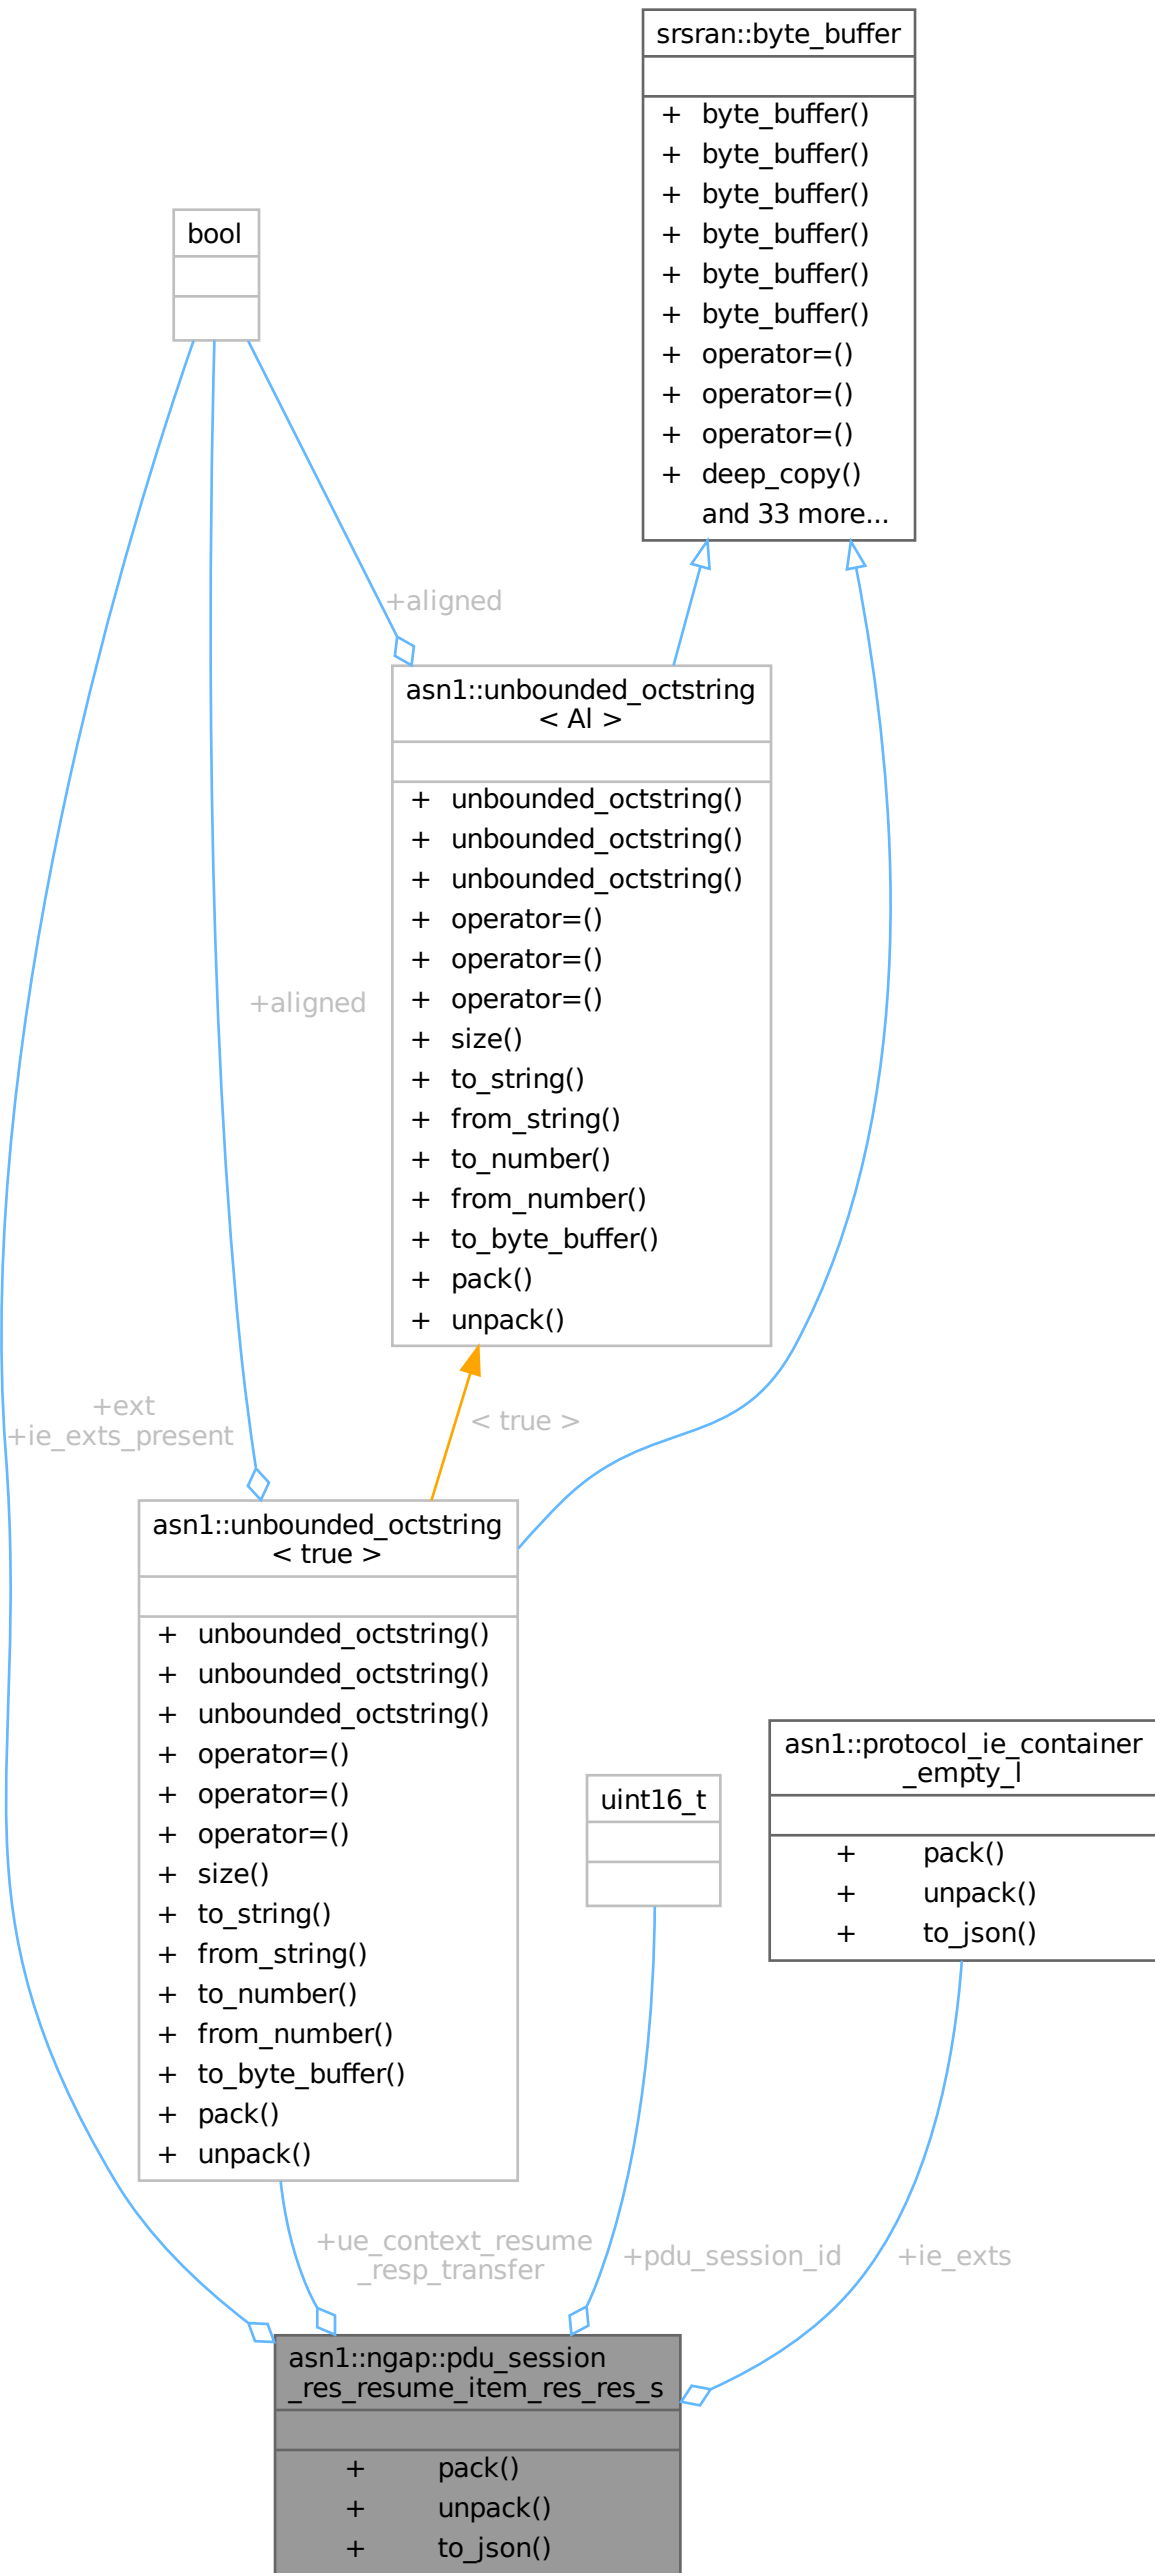 srsran::byte_buffer
+ byte_buffer()
+ byte_buffer()
+ byte_buffer()
+ byte_buffer()
+ byte_buffer()
+ byte_buffer()
+ operator=()
+ operator=()
+ operator=()
+ deep_copy()
and 33 more...
bool
+aligned
asn1::unbounded_octstring
< Al >
+ unbounded_octstring()
+ unbounded_octstring()
+ unbounded_octstring()
+ operator=()
+ operator=()
+ operator=()
+ size()
+ to_string()
+ from_string()
+ to_number()
+ from_number()
+ to_byte_buffer()
+ pack()
+ unpack()
+aligned
+ext
+ie_exts_present
< true >
asn1::unbounded_octstring
< true >
+ unbounded_octstring()
+ unbounded_octstring()
+ unbounded_octstring()
+ operator=()
+ operator=()
+ operator=()
+ size()
+ to_string()
+ from_string()
+ to_number()
+ from_number()
+ to_byte_buffer()
+ pack()
+ unpack()
uint16_t
asn1::protocol_ie_container
_empty_l
+ pack()
+ unpack()
+ to_json()
+ue_context_resume
_resp_transfer
+pdu_session_id
+ie_exts
asn1::ngap::pdu_session
_res_resume_item_res_res_s
+ pack()
+ unpack()
+ to_json()